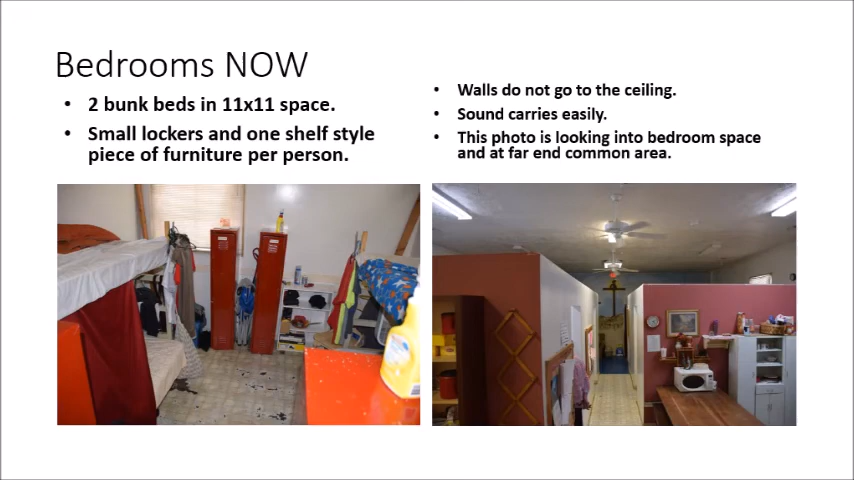 Bedrooms NOW
• 2 bunk beds in 11x11 space.
• Small lockers and one shelf style
piece of furniture per person.
• Walls do not go to the ceiling.
• Sound carries easily.
• This photo is looking into bedroom space
and at far end common area.